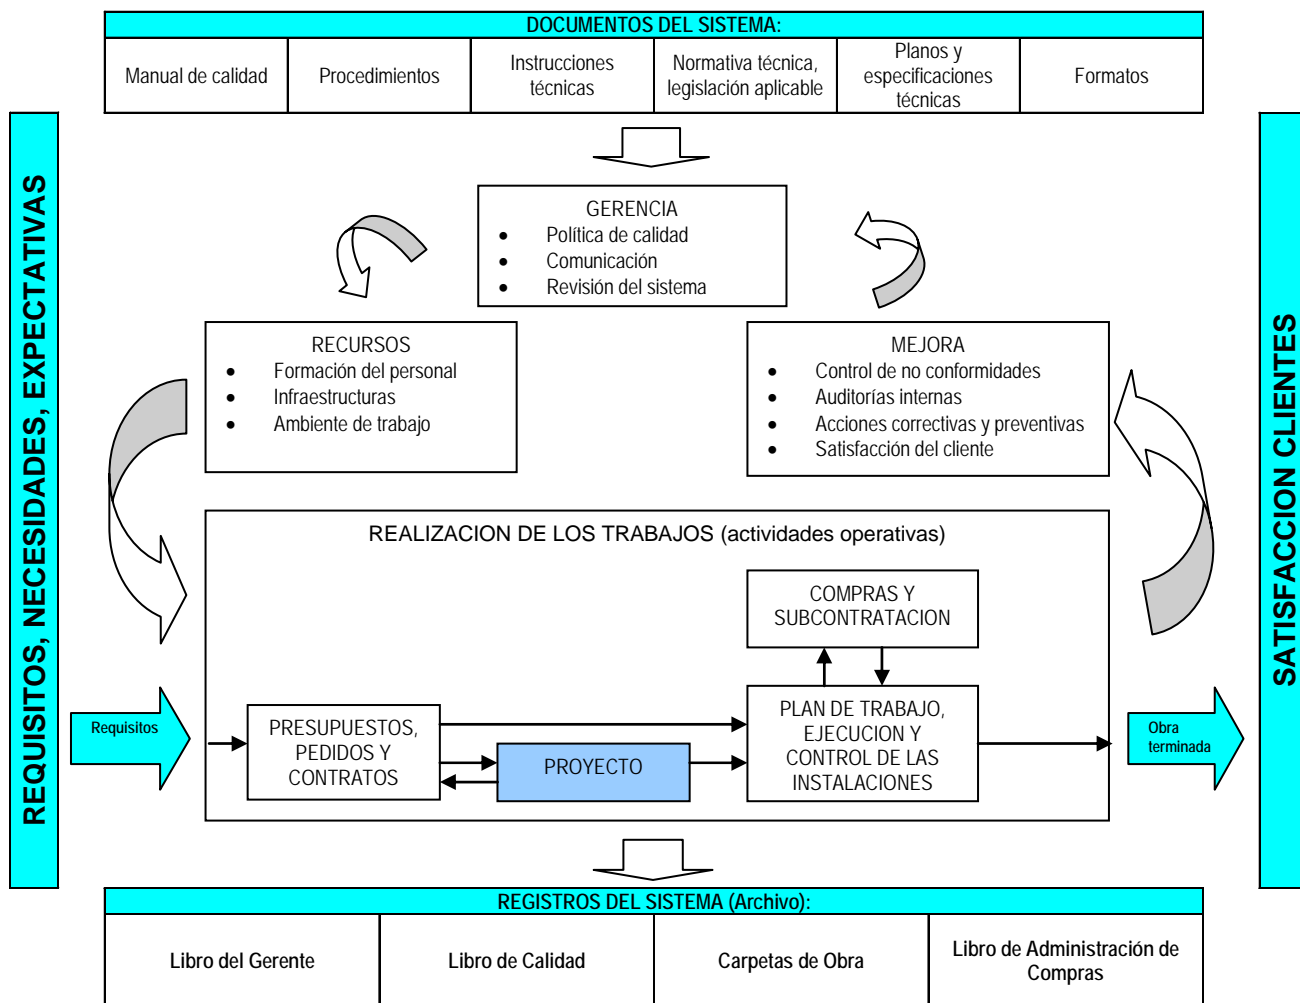 DOCUMENTOS DEL SISTEMA:
Manual de calidad
Procedimientos
Instrucciones
técnicas
Normativa técnica,
legislación aplicable
Planos y
especificaciones
técnicas
Formatos
REQUISITOS, NECESIDADES, EXPECTATIVAS
GERENCIA
• Política de calidad
• Comunicación
• Revisión del sistema
RECURSOS
• Formación del personal
• Infraestructuras
• Ambiente de trabajo
MEJORA
• Control de no conformidades
• Auditorías internas
• Acciones correctivas y preventivas
• Satisfacción del cliente
SATISFACCION CLIENTES
REALIZACION DE LOS TRABAJOS (actividades operativas)
COMPRAS Y
SUBCONTRATACION
Requisitos
PRESUPUESTOS,
PEDIDOS Y
CONTRATOS
PROYECTO
PLAN DE TRABAJO,
EJECUCION Y
CONTROL DE LAS
INSTALACIONES
Obra
terminada
REGISTROS DEL SISTEMA (Archivo):
Libro del Gerente
Libro de Calidad
Carpetas de Obra
Libro de Administración de
Compras